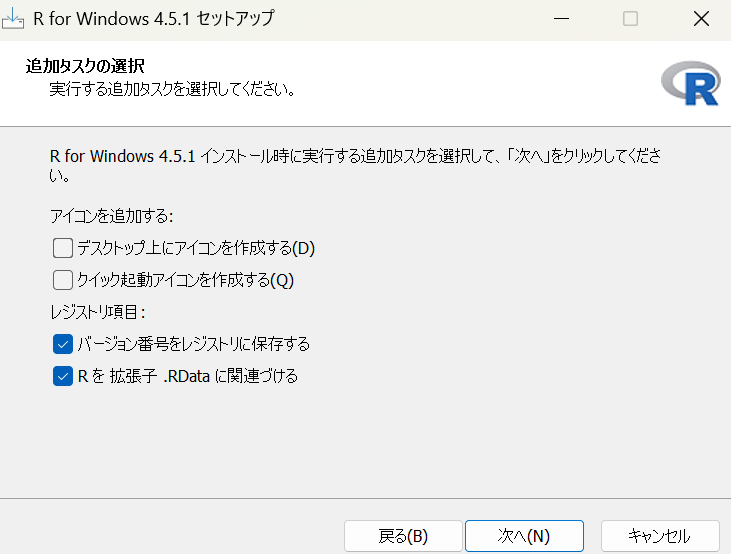 R for Windows 4.5.1 セットアップ
追加タスクの選択
実行する追加タスクを選択してください。
R
R for Windows 4.5.1 インストール時に実行する追加タスクを選択して、「次へ」をクリックしてくださ
い。
アイコンを追加する:
デスクトップ上にアイコンを作成する(D)
クイック起動アイコンを作成する(Q)
レジストリ項目:
バージョン番号をレジストリに保存する
R を 拡張子 .RData に関連づける
戻る(B)
次へ(N)
キャンセル